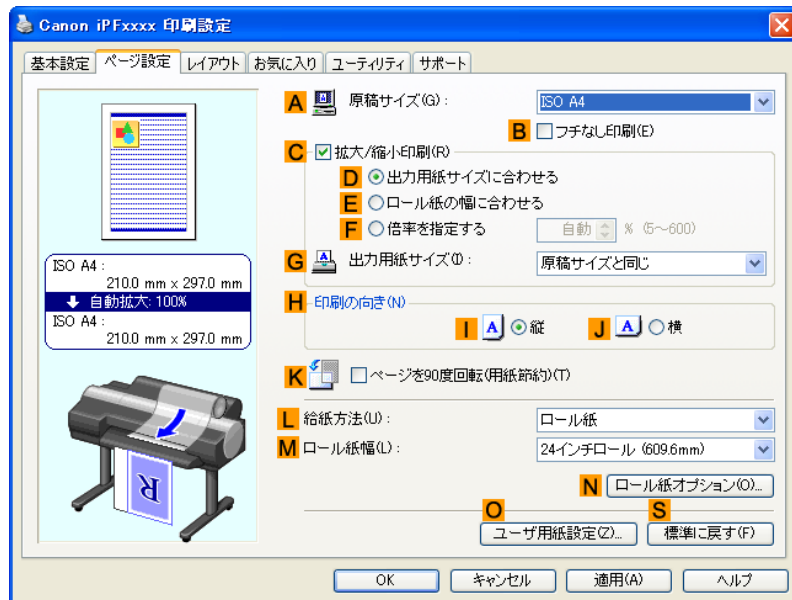 Canon iPFxxxx 印刷設定
基本設定 ページ設定 レイアウト お気に入り ユーティリティ サポート
A 原稿サイズ(G) : ISO A4
B フチなし印刷(E)
C 拡大/縮小印刷(R)
D 出力用紙サイズに合わせる
E ロール紙の幅に合わせる
F 倍率を指定する 自動 % (5～600)
G 出力用紙サイズ(I) : 原稿サイズと同じ
ISO A4 :
210.0 mm x 297.0 mm
自動拡大: 100%
ISO A4 :
210.0 mm x 297.0 mm
H 印刷の向き(N)
I A 縦 J A 横
K ページを90度回転(用紙節約)(T)
L 給紙方法(U) : ロール紙
M ロール紙幅(L) : 24インチロール (609.6mm)
N ロール紙オプション(O)...
O S
ユーザ用紙設定(Z)... 標準に戻す(F)
R
OK キャンセル 適用(A) ヘルプ